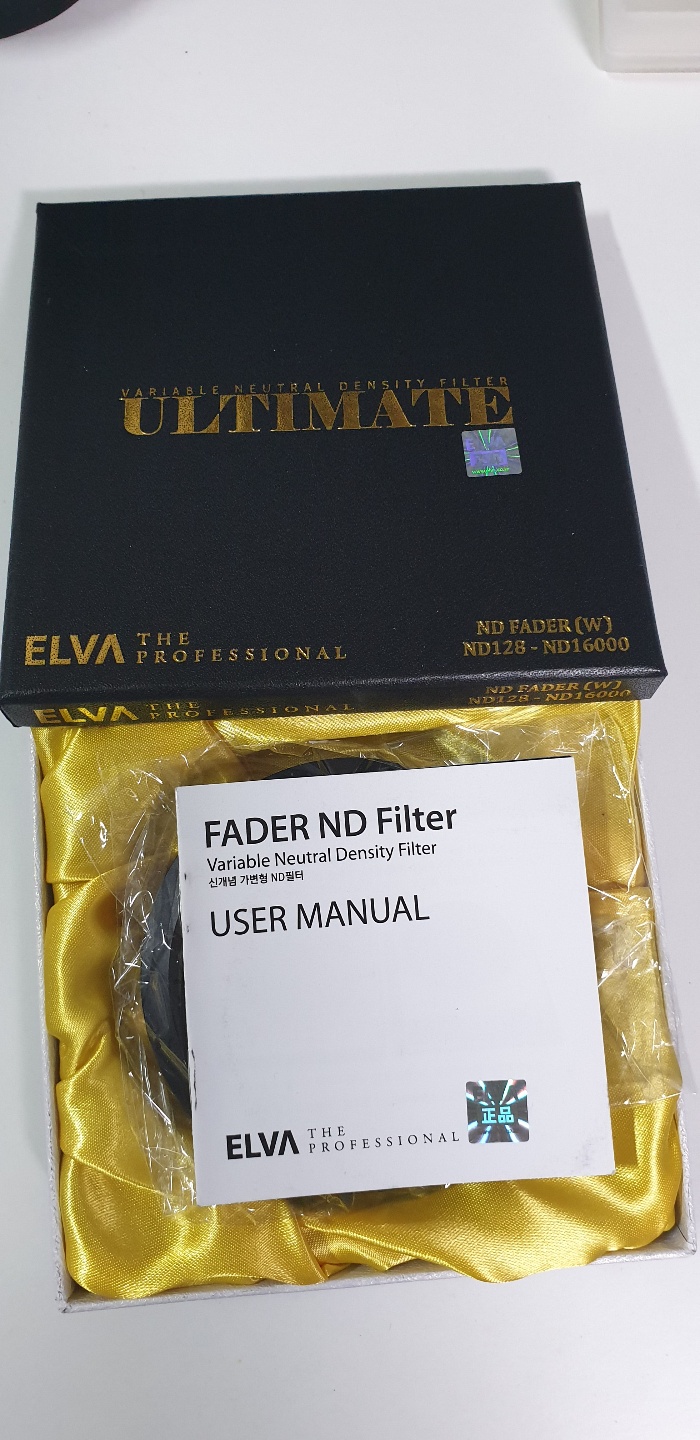 VARIABLE NEUTRAL DENSITY FILTER
ULTIMATE
ELVA THE
PROFESSIONAL
ND FADER (W)
ND128 - ND16000
ELVA THE
PROFESSIONAL
ND FADER (W)
ND128 - ND16000
FADER ND Filter
Variable Neutral Density Filter
신개념 가변형 ND필터
USER MANUAL
ELVA THE
PROFESSIONAL
正品